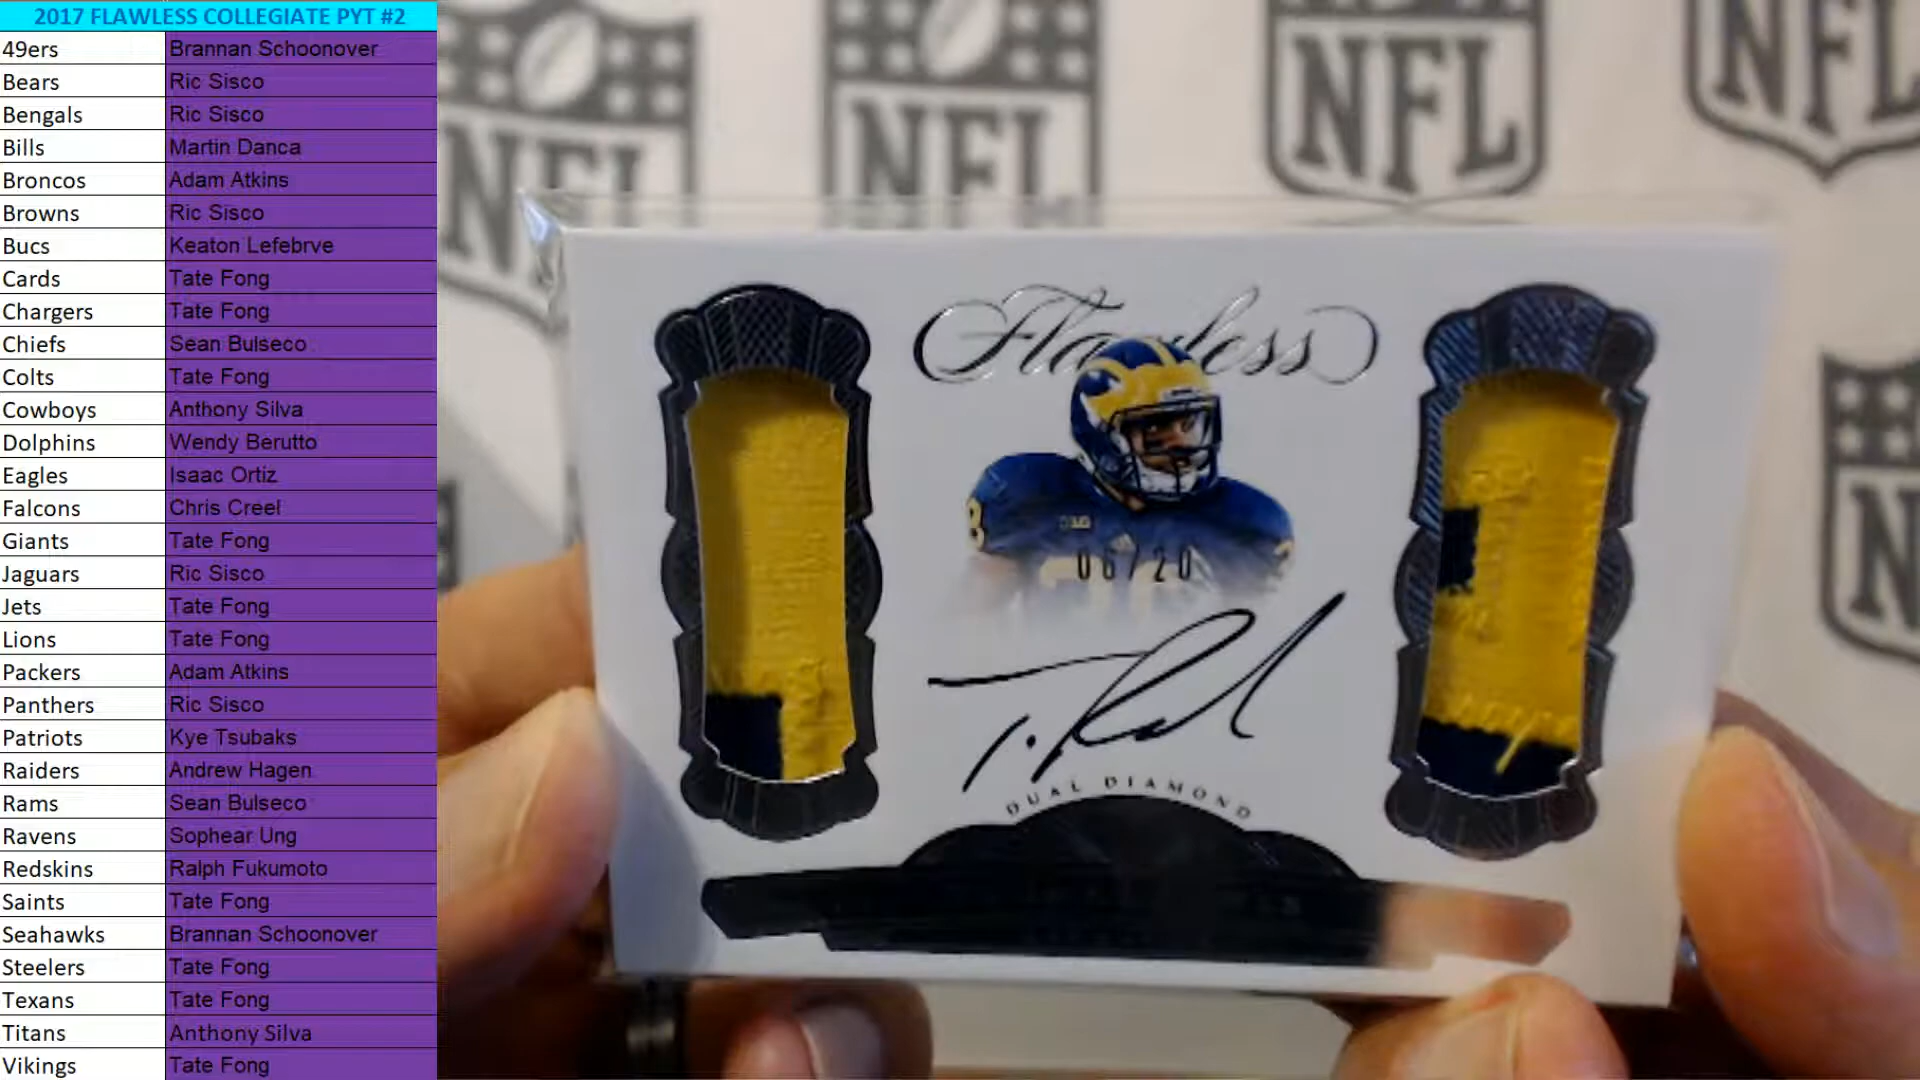 2017 FLAWLESS COLLEGIATE PYT #2
49ers Brannan Schoonover
Bears Ric Sisco
Bengals Ric Sisco
Bills Martin Danca
Broncos Adam Atkins
Browns Ric Sisco
Bucs Keaton Lefebrve
Cards Tate Fong
Chargers Tate Fong
Chiefs Sean Bulseco
Colts Tate Fong
Cowboys Anthony Silva
Dolphins Wendy Berutto
Eagles Isaac Ortiz
Falcons Chris Creel
Giants Tate Fong
Jaguars Ric Sisco
Jets Tate Fong
Lions Tate Fong
Packers Adam Atkins
Panthers Ric Sisco
Patriots Kye Tsubaks
Raiders Andrew Hagen
Rams Sean Bulseco
Ravens Sophear Ung
Redskins Ralph Fukumoto
Saints Tate Fong
Seahawks Brannan Schoonover
Steelers Tate Fong
Texans Tate Fong
Titans Anthony Silva
Vikings Tate Fong
NFL NFL NFL NFL
Flawless
06/20
DUAL DIAMOND